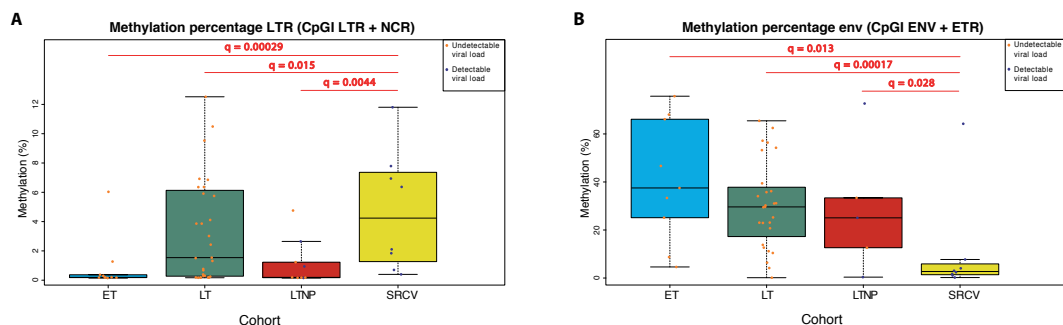 A
Methylation percentage LTR (CpGI LTR + NCR)
Undetectable
viral load
Detectable
viral load
q = 0.00029
q = 0.015
q = 0.0044
Methylation (%)
12
10
8
6
4
2
0
ET
LT
LTNP
SRCV
Cohort
B
Methylation percentage env (CpGI ENV + ETR)
Undetectable
viral load
Detectable
viral load
q = 0.013
q = 0.00017
q = 0.028
Methylation (%)
60
40
20
0
ET
LT
LTNP
SRCV
Cohort